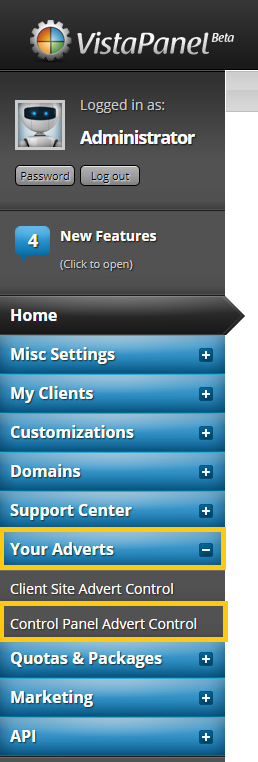 VistaPanel Beta
Logged in as:
Administrator
Password
Log out
4
New Features
(Click to open)
Home
Misc Settings
My Clients
Customizations
Domains
Support Center
Your Adverts
Client Site Advert Control
Control Panel Advert Control
Quotas & Packages
Marketing
API